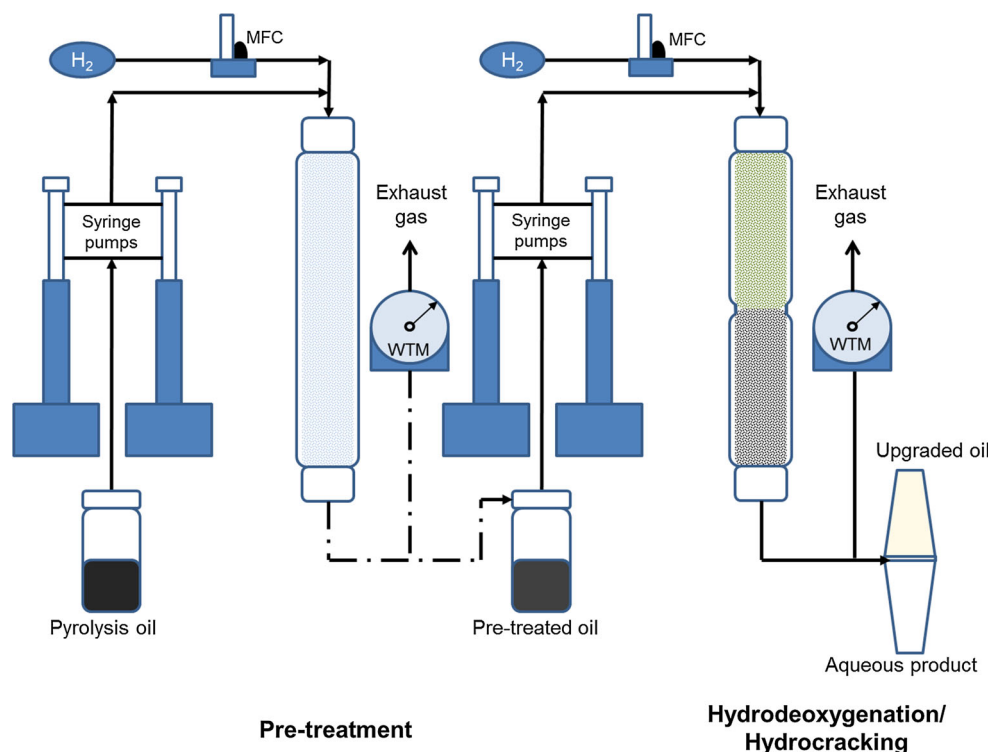 H₂
MFC
Syringe
pumps
Exhaust
gas
WTM
Pyrolysis oil
H₂
MFC
Syringe
pumps
Exhaust
gas
WTM
Pre-treated oil
Upgraded oil
Aqueous product
Pre-treatment
Hydrodeoxygenation/
Hydrocracking